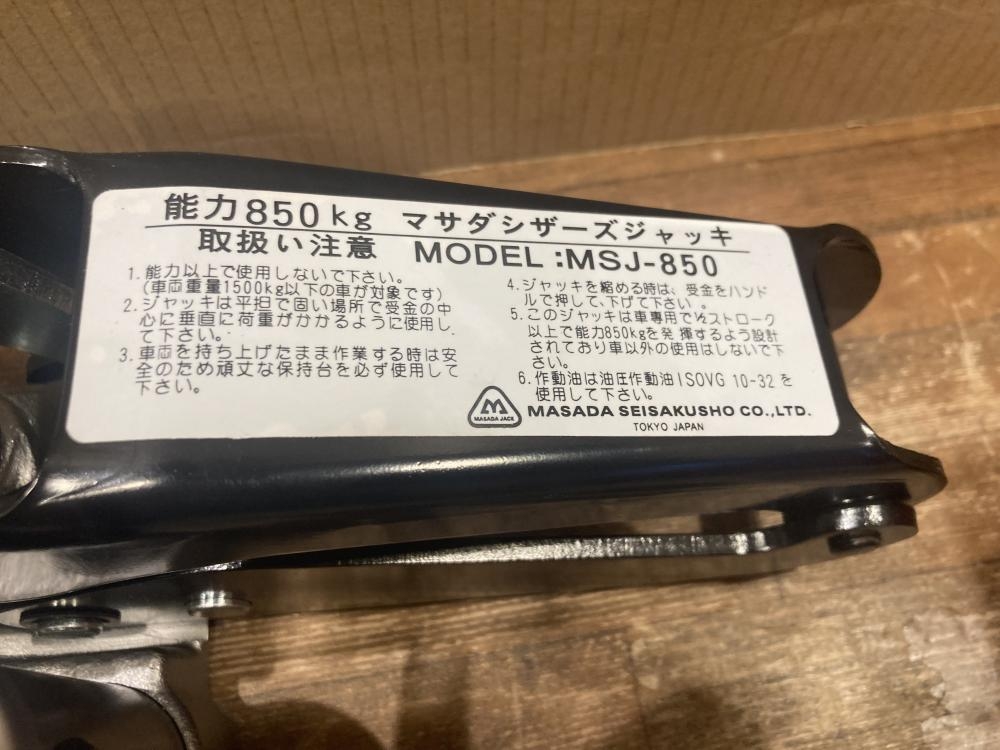 能力850kg マサダシザーズジャッキ
取扱い注意 MODEL:MSJ-850
1.能力以上で使用しないで下さい。
(車両重量1500kg以下の車が対象です)
2.ジャッキは平担で固い場所で受金の中
心に垂直に荷重がかかるように使用し
て下さい。
3.車両を持ち上げたまま作業する時は安
全のため頑丈な保持台を必ず使用して
下さい。
4.ジャッキを縮める時は、受金をハンド
ルで押して、下げて下さい。
5.このジャッキは車専用で½ストローク
以上で能力850kgを発揮するよう設計
されており車以外の使用はしないで下
さい。
6.作動油は油圧作動油ISOVG 10-32を
使用して下さい。
MASADA JACK
MASADA SEISAKUSHO CO.,LTD.
TOKYO JAPAN